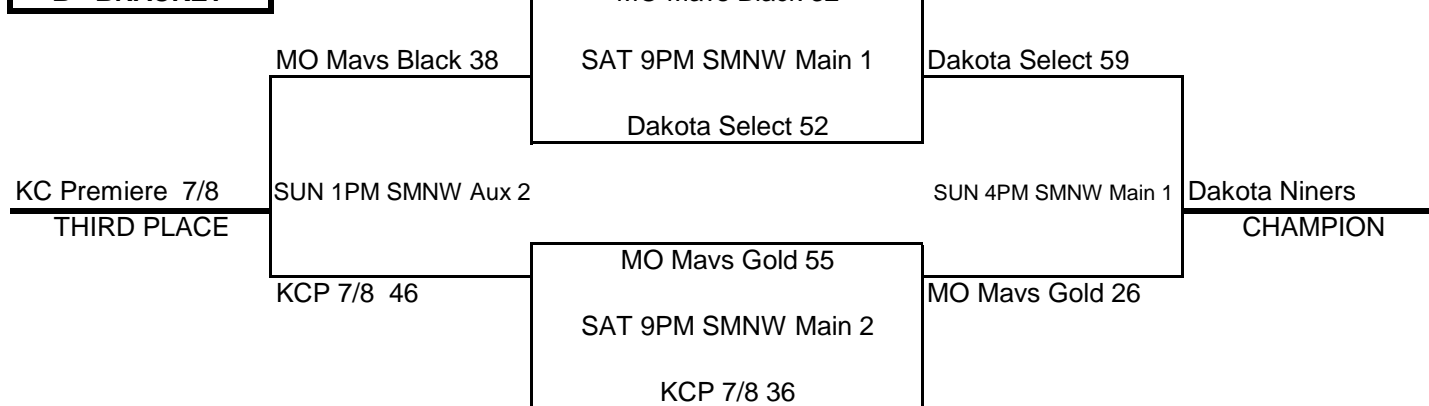 MO Mavs Black 38
SAT 9PM SMNW Main 1
Dakota Select 59
Dakota Select 52
KC Premiere 7/8
SUN 1PM SMNW Aux 2
SUN 4PM SMNW Main 1
Dakota Niners
THIRD PLACE
CHAMPION
MO Mavs Gold 55
KCP 7/8 46
MO Mavs Gold 26
SAT 9PM SMNW Main 2
KCP 7/8 36